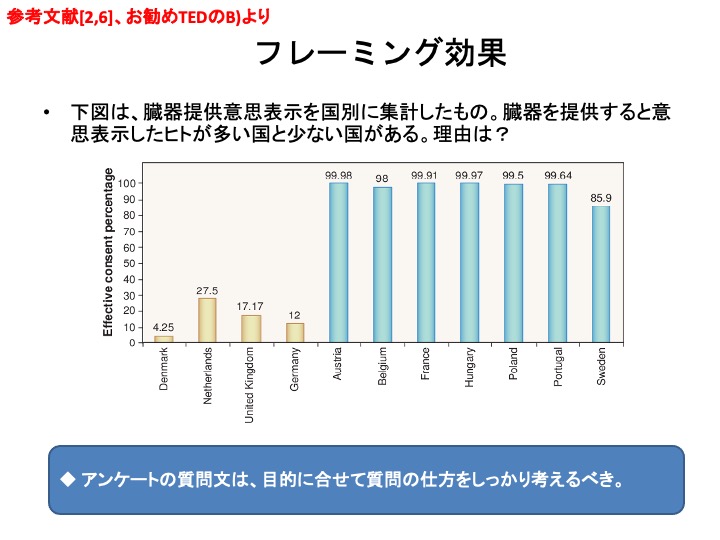 参考文献[2,6]、お勧めTEDのB)より
フレーミング効果
• 下図は、臓器提供意思表示を国別に集計したもの。臓器を提供すると意
思表示したヒトが多い国と少ない国がある。理由は？
Effective consent percentage
100
90
80
70
60
50
40
30
20
10
0
4.25
27.5
17.17
12
99.98
98
99.91
99.97
99.5
99.64
85.9
Denmark
Netherlands
United Kingdom
Germany
Austria
Belgium
France
Hungary
Poland
Portugal
Sweden
◆ アンケートの質問文は、目的に合せて質問の仕方をしっかり考えるべき。